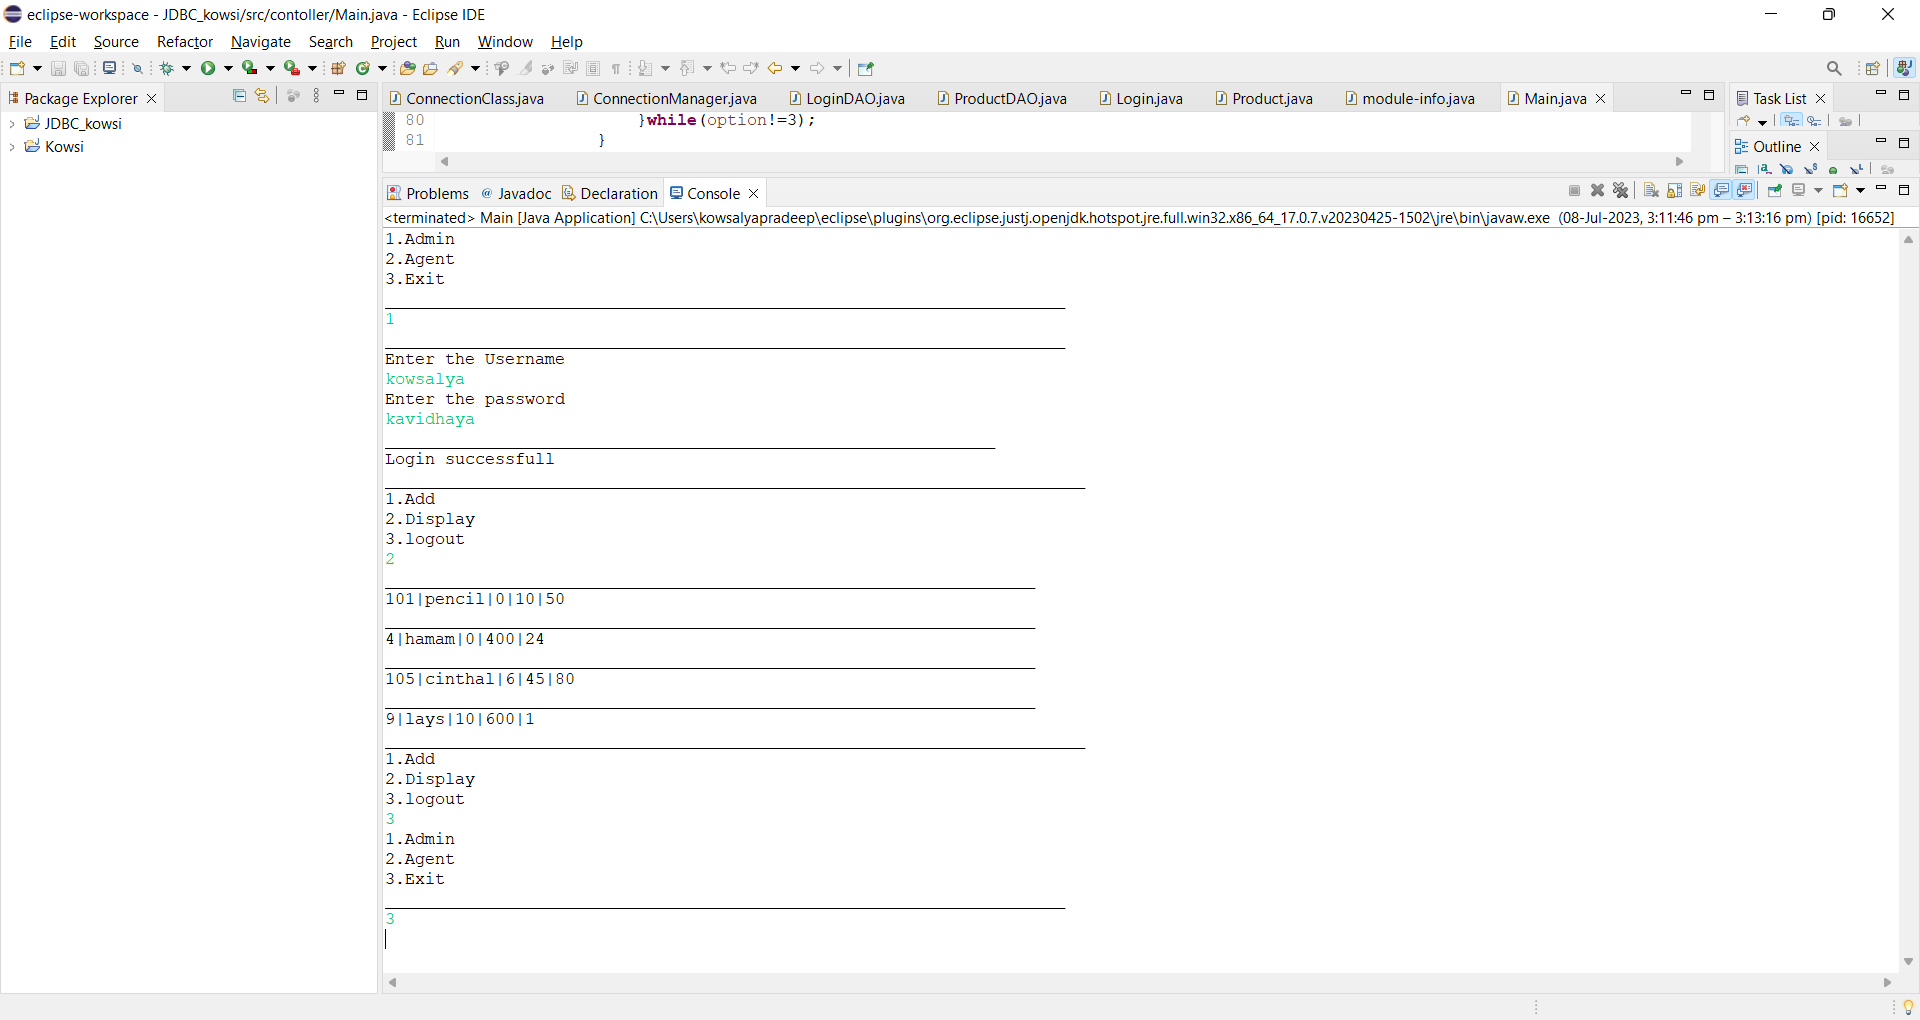 eclipse-workspace - JDBC_kowsi/src/contoller/Main.java - Eclipse IDE
File Edit Source Refactor Navigate Search Project Run Window Help
Package Explorer
JDBC_kowsi
Kowsi
ConnectionClass.java ConnectionManager.java LoginDAO.java ProductDAO.java Login.java Product.java module-info.java Main.java
80 }while(option!=3);
81 }
Task List
Outline
Problems Javadoc Declaration Console
<terminated> Main [Java Application] C:\Users\kowsalyapradeep\eclipse\plugins\org.eclipse.justj.openjdk.hotspot.jre.full.win32.x86_64_17.0.7.v20230425-1502\jre\bin\javaw.exe (08-Jul-2023, 3:11:46 pm – 3:13:16 pm) [pid: 16652]
1.Admin
2.Agent
3.Exit
1
Enter the Username
kowsalya
Enter the password
kavidhaya
Login successfull
1.Add
2.Display
3.logout
2
101|pencil|0|10|50
4|hamam|0|400|24
105|cinthal|6|45|80
9|lays|10|600|1
1.Add
2.Display
3.logout
3
1.Admin
2.Agent
3.Exit
3